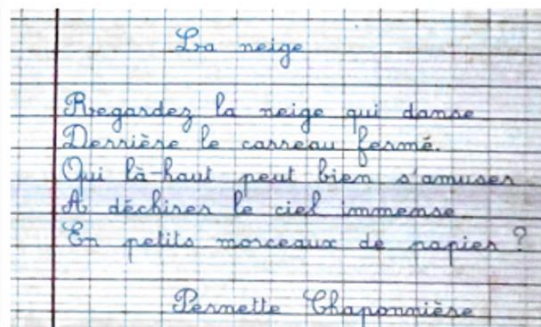 La neige
Regardez la neige qui danse
Derrière le carreau fermé.
Qui là-haut peut bien s'amuser
A déchirer le ciel immense
En petits morceaux de papier ?
Pernette Chaponnière